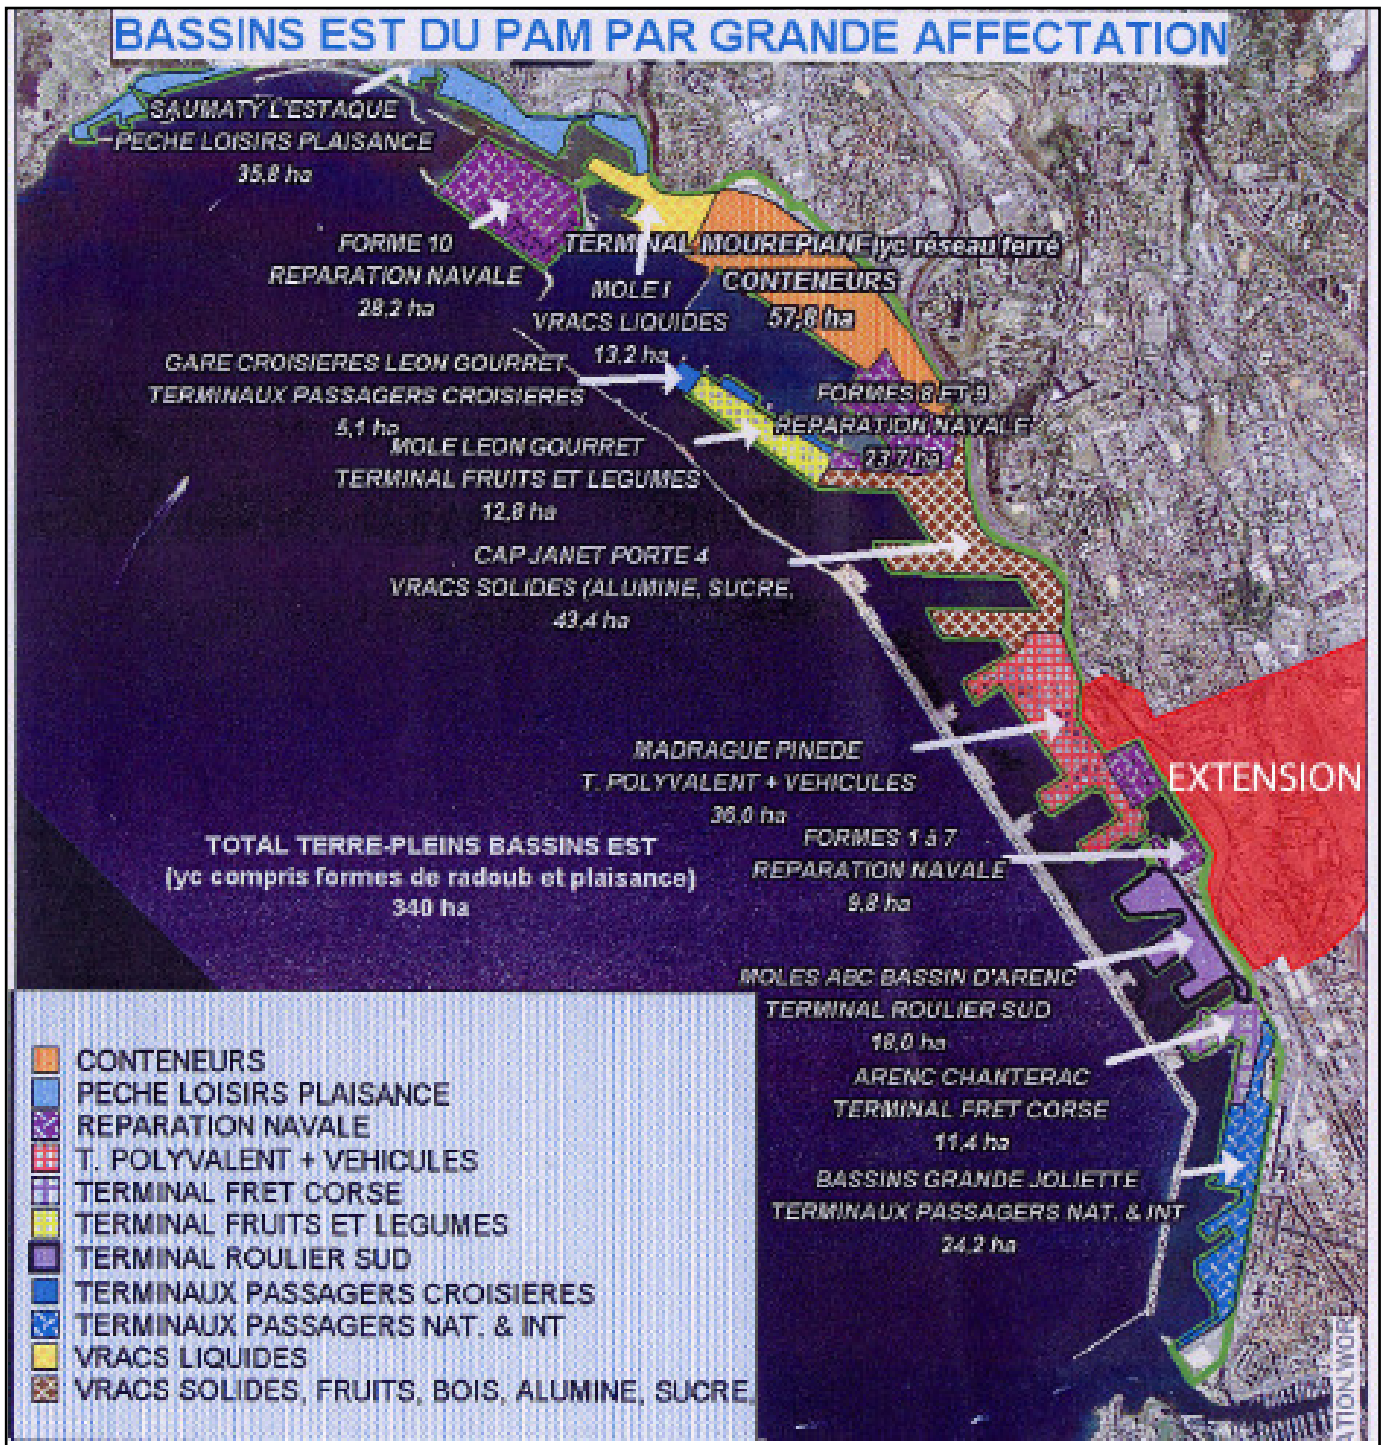 BASSINS EST DU PAM PAR GRANDE AFFECTATION
SAUMATY L'ESTAQUE
PECHE LOISIRS PLAISANCE
35,8 ha
FORME 10
REPARATION NAVALE
28,2 ha
TERMINAL MOUREPIANE lyc réseau ferré
CONTENEURS
57,8 ha
MOLE I
VRACS LIQUIDES
13,2 ha
GARE CROISIERES LEON GOURRET
TERMINAUX PASSAGERS CROISIERES
5,1 ha
FORMES 8 ET 9
REPARATION NAVALE
23,7 ha
MOLE LEON GOURRET
TERMINAL FRUITS ET LEGUMES
12,8 ha
CAP JANET PORTE 4
VRACS SOLIDES (ALUMINE, SUCRE,
43,4 ha
MADRAGUE PINEDE
T. POLYVALENT + VEHICULES
36,0 ha
EXTENSION
FORMES 1 à 7
REPARATION NAVALE
9,8 ha
TOTAL TERRE-PLEINS BASSINS EST
(yc compris formes de radoub et plaisance)
340 ha
MOLES ABC BASSIN D'ARENC
TERMINAL ROULIER SUD
18,0 ha
ARENC CHANTERAC
TERMINAL FRET CORSE
11,4 ha
BASSINS GRANDE JOLIETTE
TERMINAUX PASSAGERS NAT. & INT
24,2 ha
CONTENEURS
PECHE LOISIRS PLAISANCE
REPARATION NAVALE
T. POLYVALENT + VEHICULES
TERMINAL FRET CORSE
TERMINAL FRUITS ET LEGUMES
TERMINAL ROULIER SUD
TERMINAUX PASSAGERS CROISIERES
TERMINAUX PASSAGERS NAT. & INT
VRACS LIQUIDES
VRACS SOLIDES, FRUITS, BOIS, ALUMINE, SUCRE,